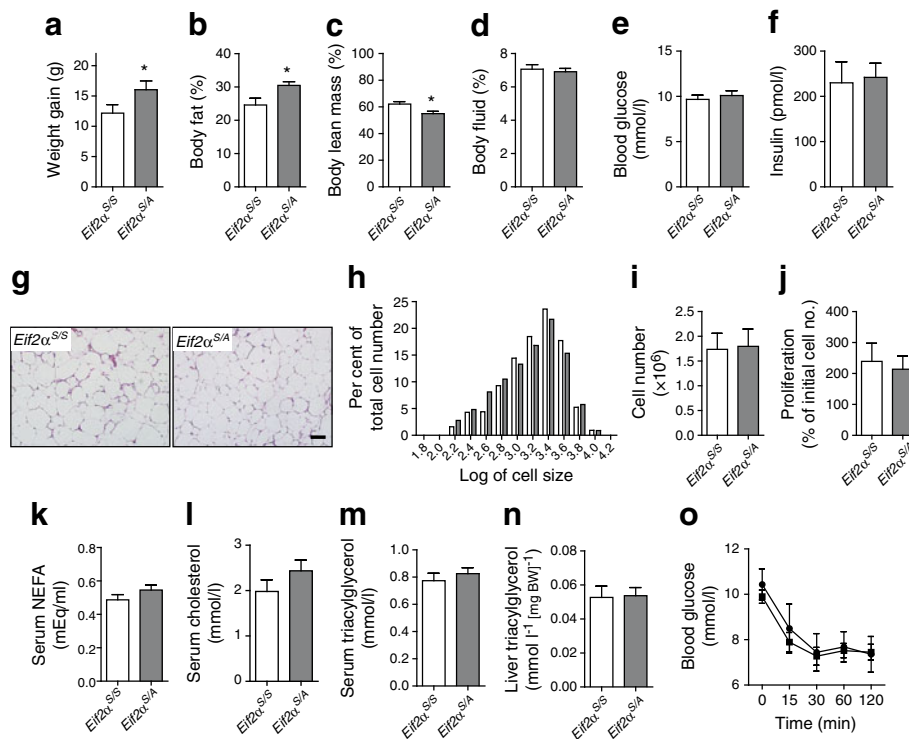 a
Weight gain (g)
20
15
10
5
0
*
Eif2α^S/S
Eif2α^S/A
b
Body fat (%)
40
30
20
10
0
*
Eif2α^S/S
Eif2α^S/A
c
Body lean mass (%)
100
80
60
40
20
0
*
Eif2α^S/S
Eif2α^S/A
d
Body fluid (%)
8
6
4
2
0
Eif2α^S/S
Eif2α^S/A
e
Blood glucose
(mmol/l)
15
10
5
0
Eif2α^S/S
Eif2α^S/A
f
Insulin (pmol/l)
300
200
100
0
Eif2α^S/S
Eif2α^S/A
g
Eif2α^S/S
Eif2α^S/A
h
Per cent of
total cell number
25
20
15
10
5
0
1.8 2.0 2.2 2.4 2.6 2.8 3.0 3.2 3.4 3.6 3.8 4.0 4.2
Log of cell size
i
Cell number
(×10⁶)
2.5
2.0
1.5
1.0
0.5
0.0
Eif2α^S/S
Eif2α^S/A
j
Proliferation
(% of initial cell no.)
400
300
200
100
0
Eif2α^S/S
Eif2α^S/A
k
Serum NEFA
(mEq/ml)
0.8
0.6
0.4
0.2
0.0
Eif2α^S/S
Eif2α^S/A
l
Serum cholesterol
(mmol/l)
3
2
1
0
Eif2α^S/S
Eif2α^S/A
m
Serum triacylglycerol
(mmol/l)
1.0
0.8
0.6
0.4
0.2
0.0
Eif2α^S/S
Eif2α^S/A
n
Liver triacylglycerol
(mmol l⁻¹ [mg BW]⁻¹)
0.08
0.06
0.04
0.02
0.00
Eif2α^S/S
Eif2α^S/A
o
Blood glucose
(mmol/l)
12
10
8
6
0 15 30 60 120
Time (min)